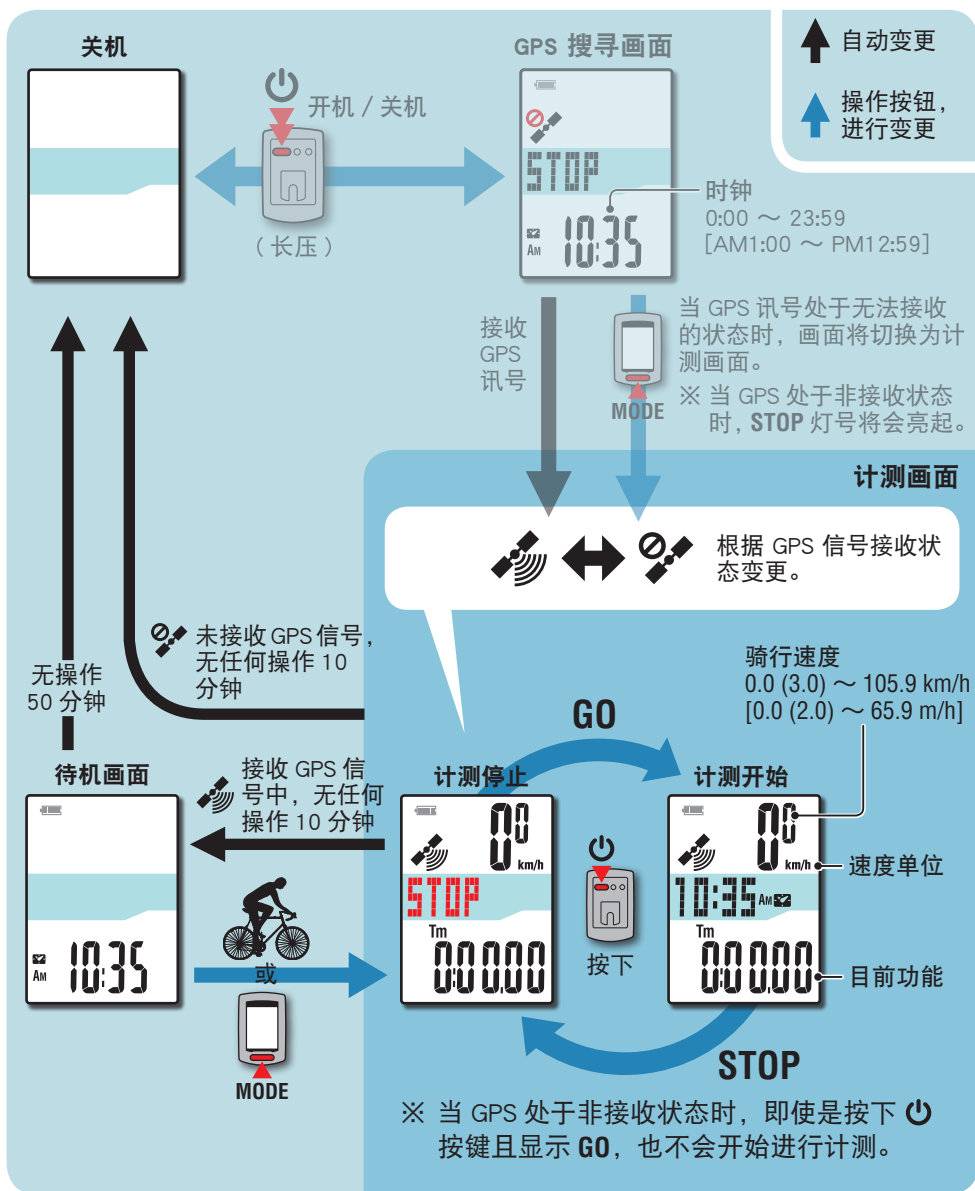 关机
开机 / 关机
（长压）
GPS 搜寻画面
STOP
10:35
AM
时钟
0:00 ～ 23:59
[AM1:00 ～ PM12:59]
自动变更
操作按钮，
进行变更
接收
GPS
讯号
MODE
当 GPS 讯号处于无法接收
的状态时，画面将切换为计
测画面。
※ 当 GPS 处于非接收状态
时，STOP 灯号将会亮起。
计测画面
根据 GPS 信号接收状
态变更。
未接收 GPS 信号，
无任何操作 10
分钟
无操作
50 分钟
待机画面
10:35
AM
接收 GPS 信
号中，无任何
操作 10 分钟
或
MODE
GO
骑行速度
0.0 (3.0) ～ 105.9 km/h
[0.0 (2.0) ～ 65.9 m/h]
计测停止
00
km/h
STOP
Tm
0:00.00
按下
计测开始
00
km/h
10:35 AM
Tm
0:00.00
速度单位
目前功能
STOP
※ 当 GPS 处于非接收状态时，即使是按下
按键且显示 GO，也不会开始进行计测。